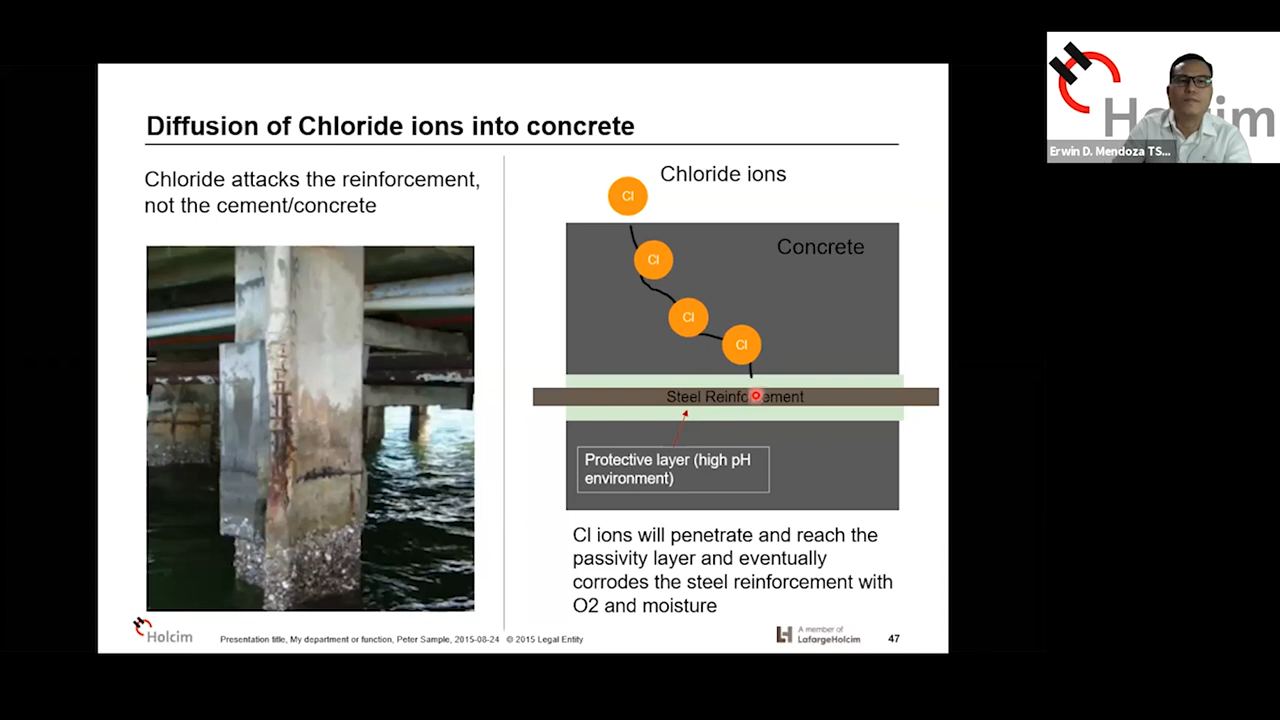 Diffusion of Chloride ions into concrete
Chloride attacks the reinforcement,
not the cement/concrete
Chloride ions
Cl
Concrete
Cl
Cl
Cl
Steel Reinforcement
Protective layer (high pH
environment)
Cl ions will penetrate and reach the
passivity layer and eventually
corrodes the steel reinforcement with
O2 and moisture
Holcim
Presentation title, My department or function, Peter Sample, 2015-08-24 © 2015 Legal Entity
A member of
LafargeHolcim
47
Holcim
Erwin D. Mendoza TS...